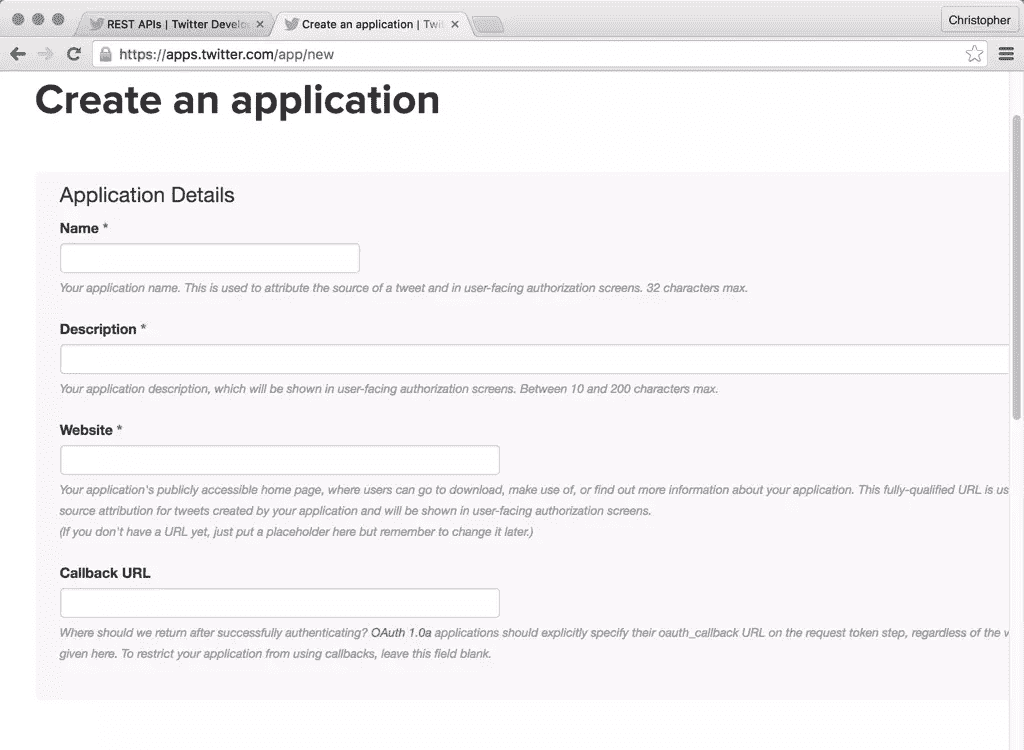 REST APIs | Twitter Develo
Create an application | Twi
Christopher
https://apps.twitter.com/app/new
Create an application
Application Details
Name *
Your application name. This is used to attribute the source of a tweet and in user-facing authorization screens. 32 characters max.
Description *
Your application description, which will be shown in user-facing authorization screens. Between 10 and 200 characters max.
Website *
Your application's publicly accessible home page, where users can go to download, make use of, or find out more information about your application. This fully-qualified URL is us
source attribution for tweets created by your application and will be shown in user-facing authorization screens.
(If you don't have a URL yet, just put a placeholder here but remember to change it later.)
Callback URL
Where should we return after successfully authenticating? OAuth 1.0a applications should explicitly specify their oauth_callback URL on the request token step, regardless of the v
given here. To restrict your application from using callbacks, leave this field blank.